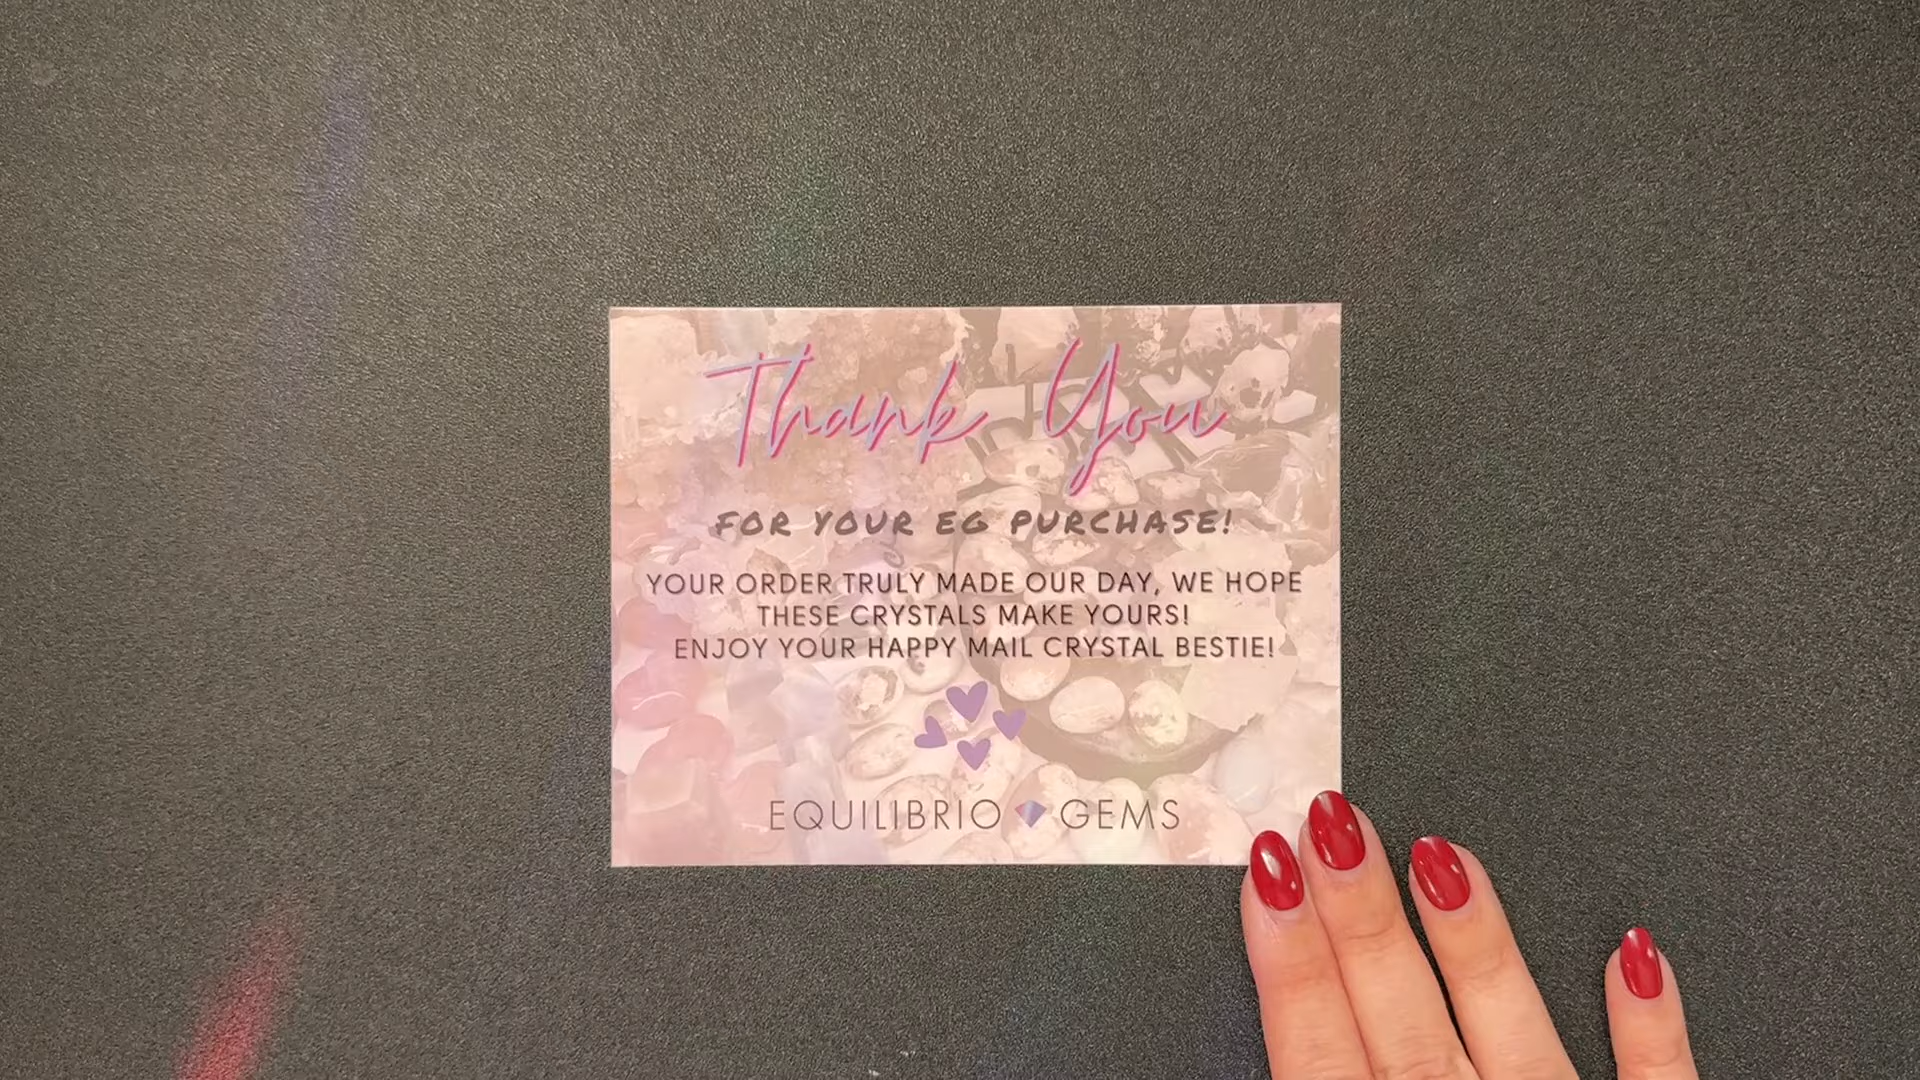 Thank You
FOR YOUR EG PURCHASE!
YOUR ORDER TRULY MADE OUR DAY, WE HOPE
THESE CRYSTALS MAKE YOURS!
ENJOY YOUR HAPPY MAIL CRYSTAL BESTIE!
EQUILIBRIO GEMS